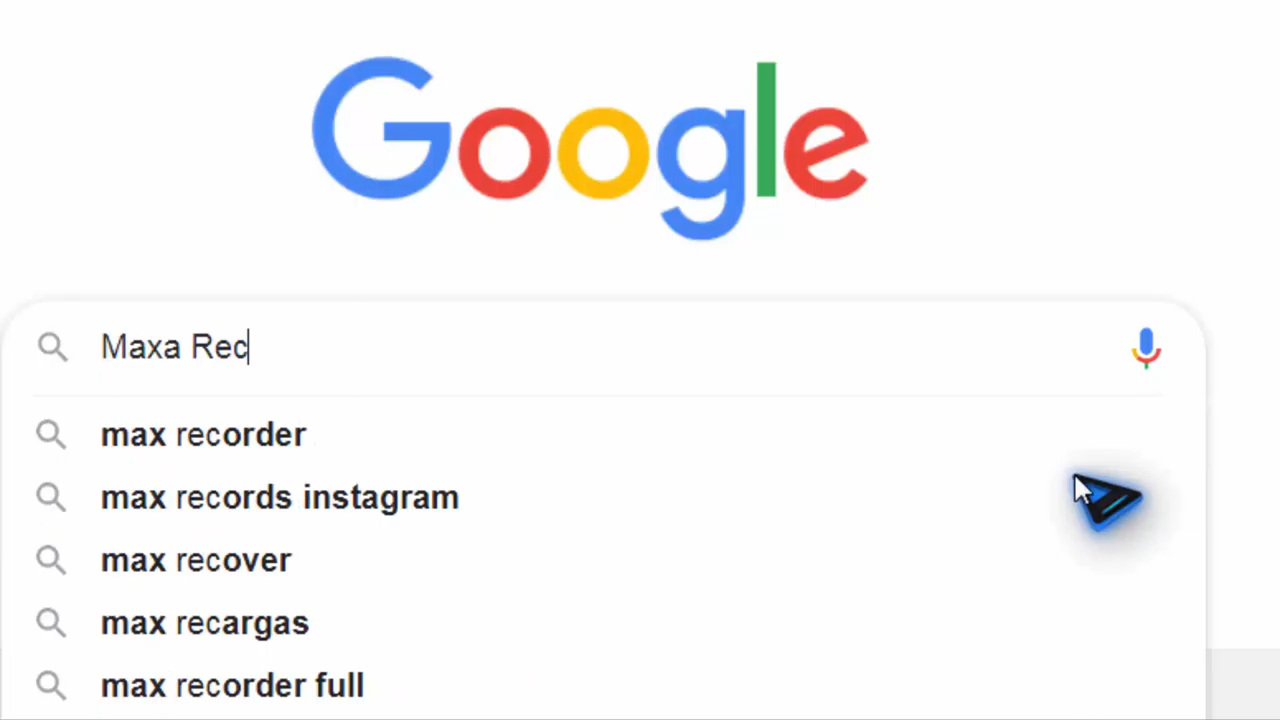 Google
Maxa Rec
max recorder
max records instagram
max recover
max recargas
max recorder full